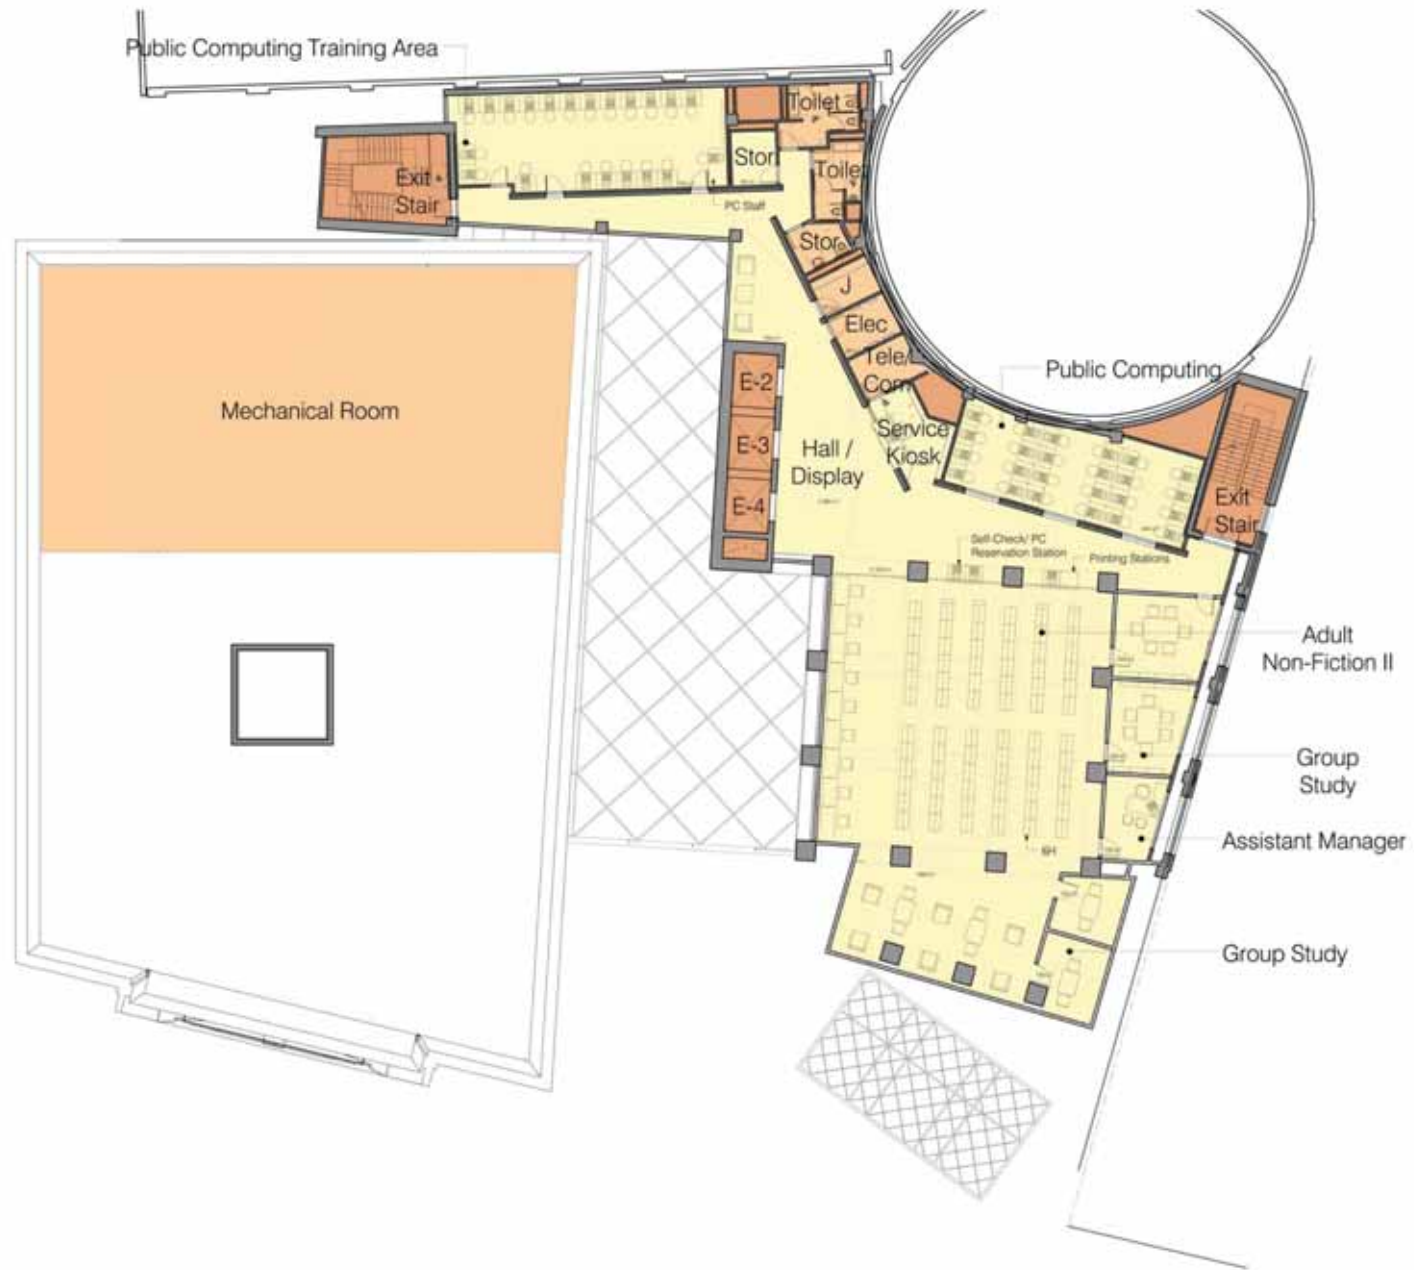 Public Computing Training Area
Toilet
Stor
Toilet
Exit
Stair
PC Staff
Stor
J
Elec
Tele/
Com
Public Computing
E-2
Mechanical Room
Service
Kiosk
E-3
Hall /
Display
E-4
Exit
Stair
Self-Check/ PC
Reservation Station
Printing Stations
Adult
Non-Fiction II
Group
Study
Assistant Manager
Group Study